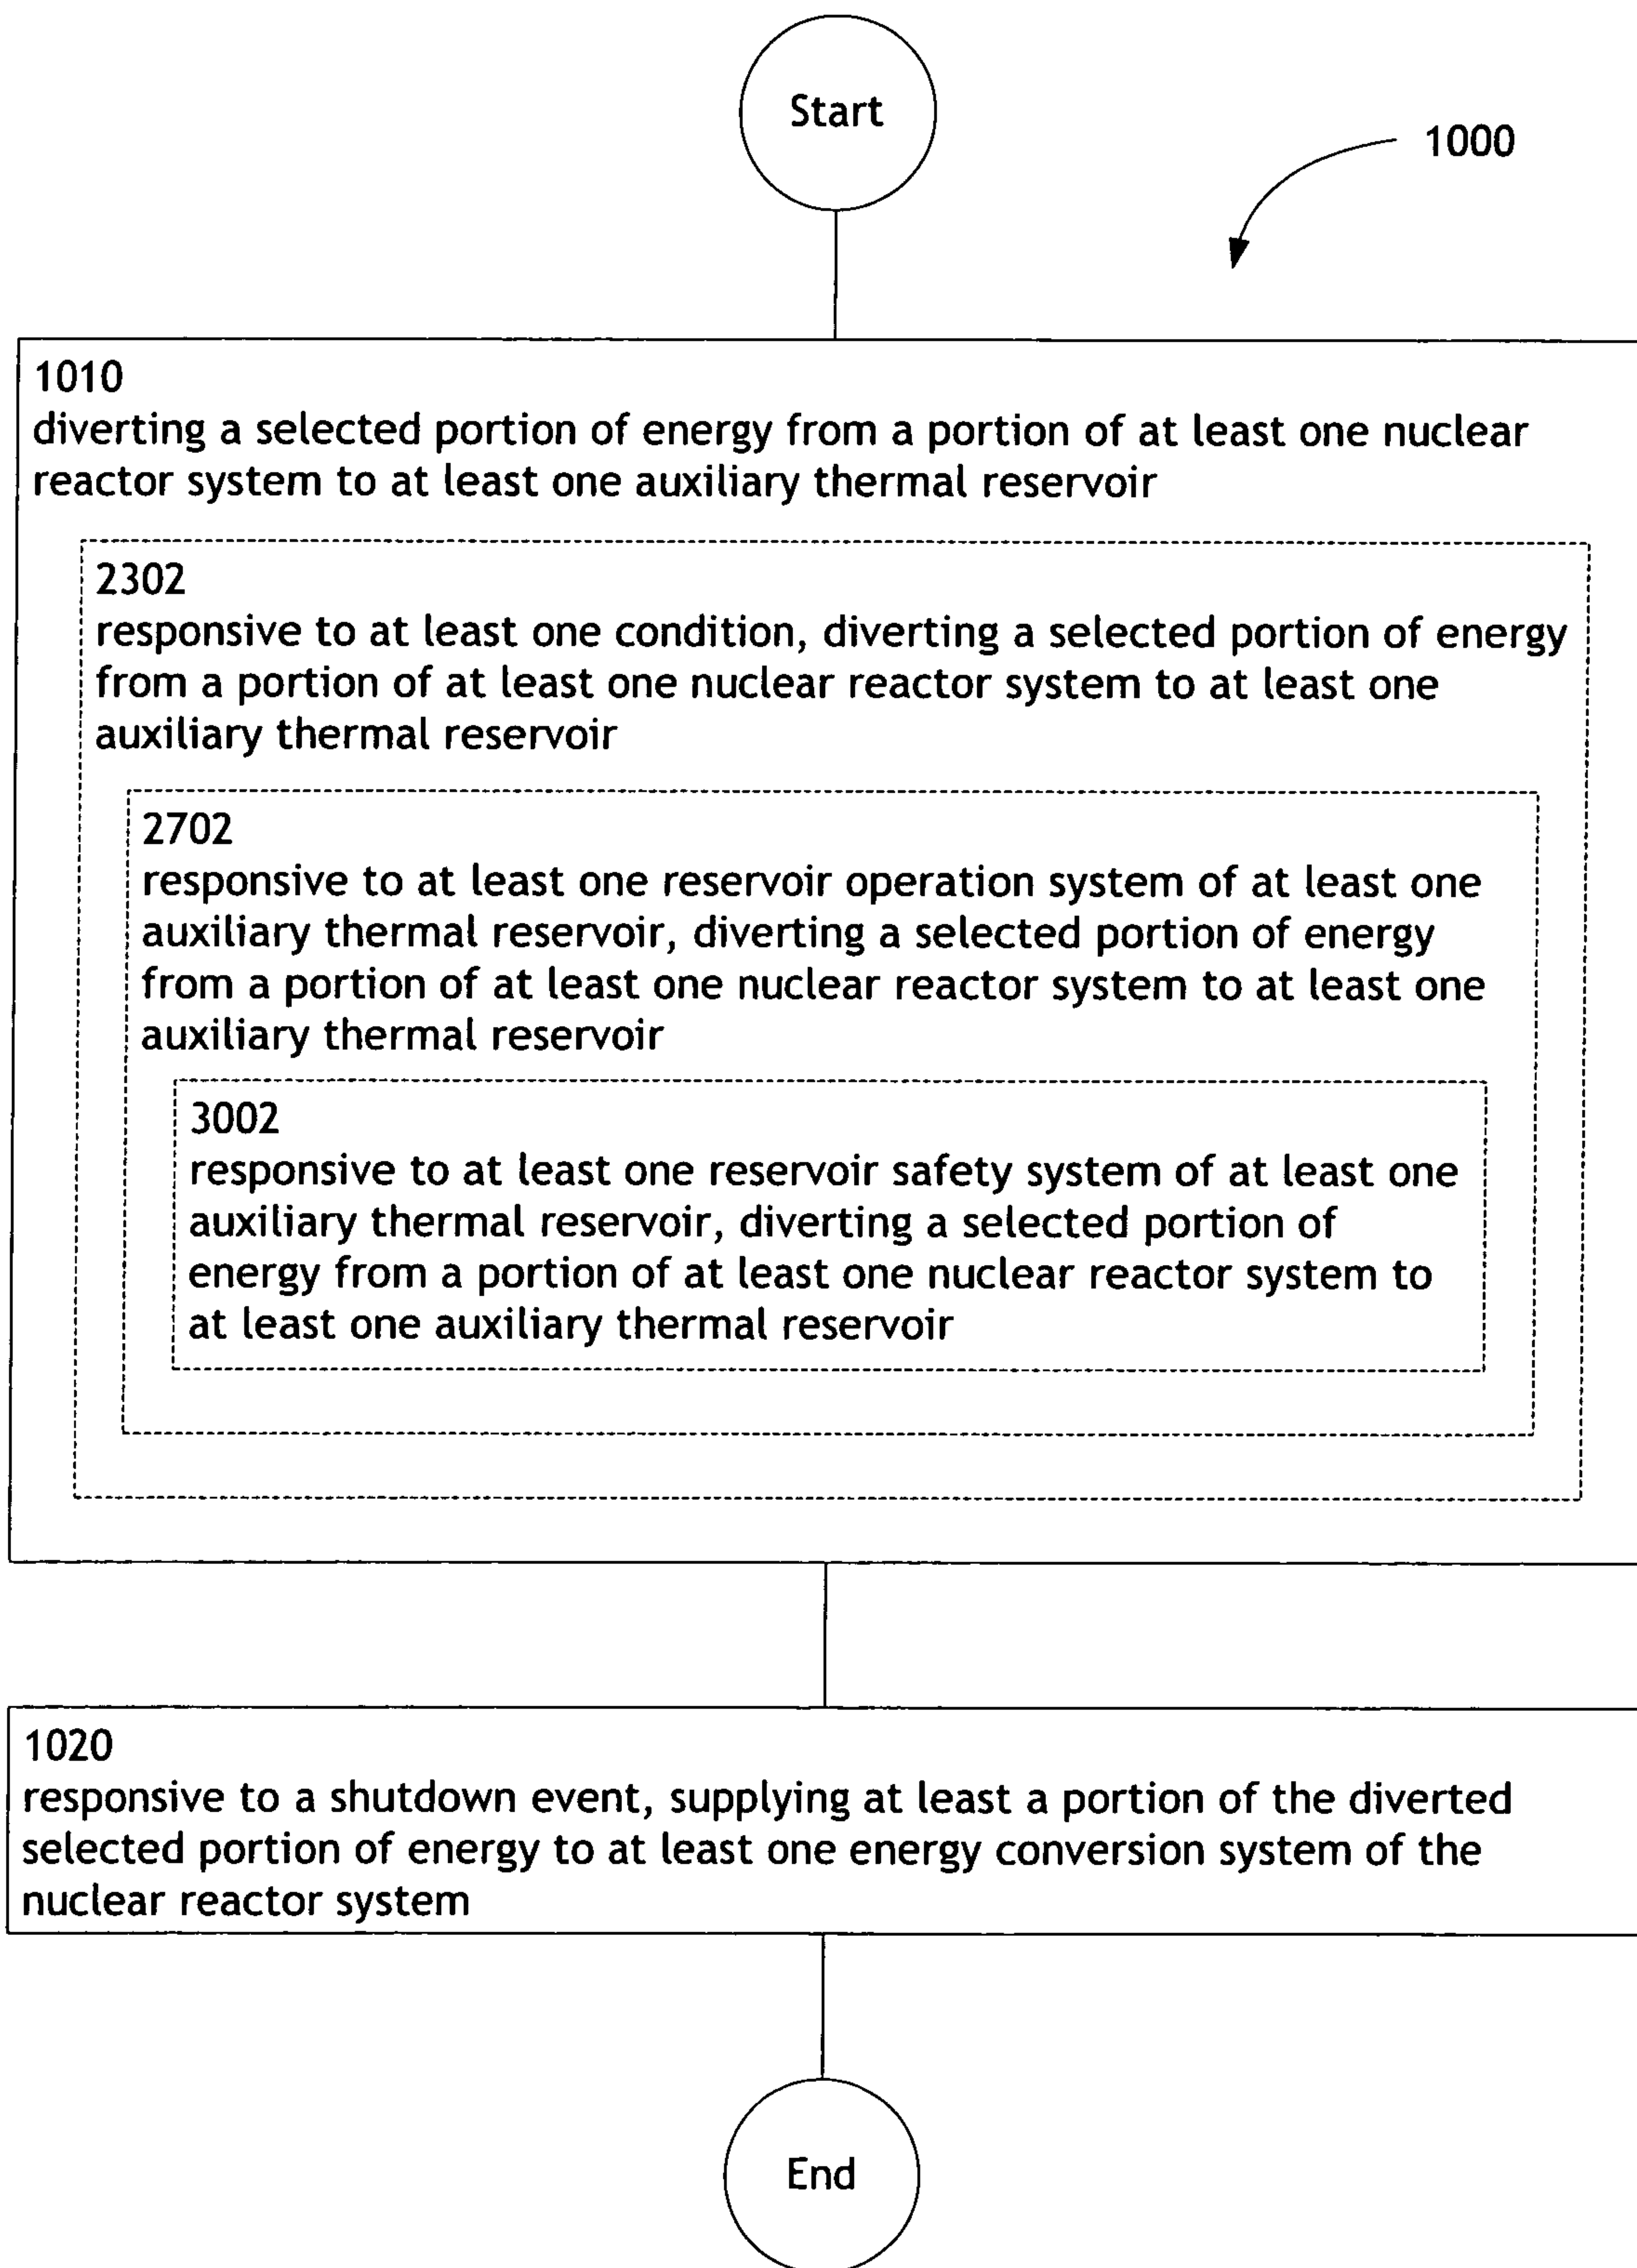 Start
1000
1010
diverting a selected portion of energy from a portion of at least one nuclear
reactor system to at least one auxiliary thermal reservoir
2302
responsive to at least one condition, diverting a selected portion of energy
from a portion of at least one nuclear reactor system to at least one
auxiliary thermal reservoir
2702
responsive to at least one reservoir operation system of at least one
auxiliary thermal reservoir, diverting a selected portion of energy
from a portion of at least one nuclear reactor system to at least one
auxiliary thermal reservoir
3002
responsive to at least one reservoir safety system of at least one
auxiliary thermal reservoir, diverting a selected portion of
energy from a portion of at least one nuclear reactor system to
at least one auxiliary thermal reservoir
1020
responsive to a shutdown event, supplying at least a portion of the diverted
selected portion of energy to at least one energy conversion system of the
nuclear reactor system
End